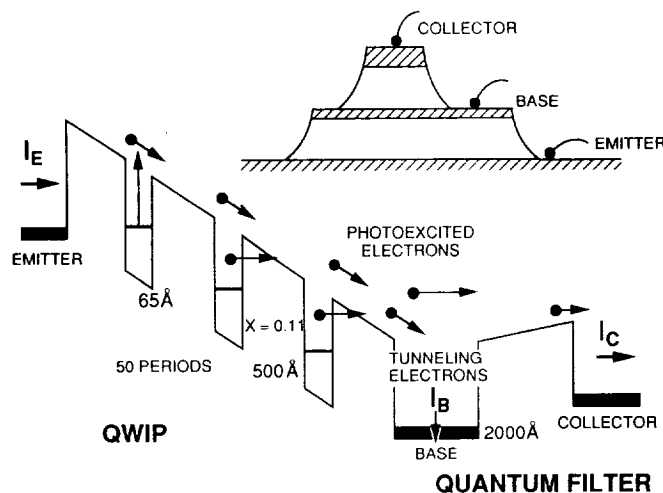 COLLECTOR
BASE
EMITTER
I_E
EMITTER
PHOTOEXCITED
ELECTRONS
65Å
X = 0.11
50 PERIODS
500Å
TUNNELING
ELECTRONS
I_B
I_C
COLLECTOR
2000Å
BASE
QWIP
QUANTUM FILTER